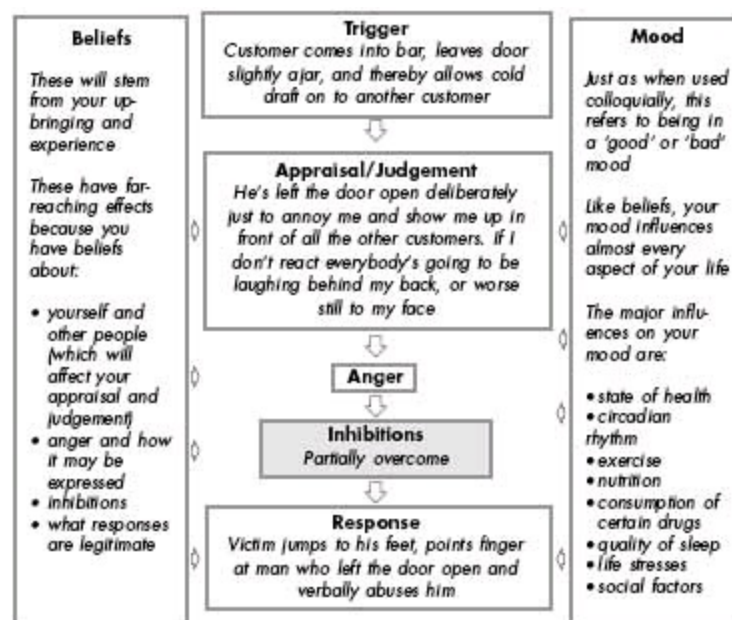 Beliefs
These will stem
from your up-
bringing and
experience
These have far-
reaching effects
because you
have beliefs
about:
• yourself and
other people
(which will
affect your
appraisal and
judgement)
• anger and how
it may be
expressed
• inhibitions
• what responses
are legitimate
Trigger
Customer comes into bar, leaves door
slightly ajar, and thereby allows cold
draft on to another customer
Appraisal/Judgement
He's left the door open deliberately
just to annoy me and show me up in
front of all the other customers. If I
don't react everybody's going to be
laughing behind my back, or worse
still to my face
Anger
Inhibitions
Partially overcome
Response
Victim jumps to his feet, points finger
at man who left the door open and
verbally abuses him
Mood
Just as when used
colloquially, this
refers to being in
a 'good' or 'bad'
mood
Like beliefs, your
mood influences
almost every
aspect of your life
The major influ-
ences on your
mood are:
• state of health
• circadian
rhythm
• exercise
• nutrition
• consumption of
certain drugs
• quality of sleep
• life stresses
• social factors